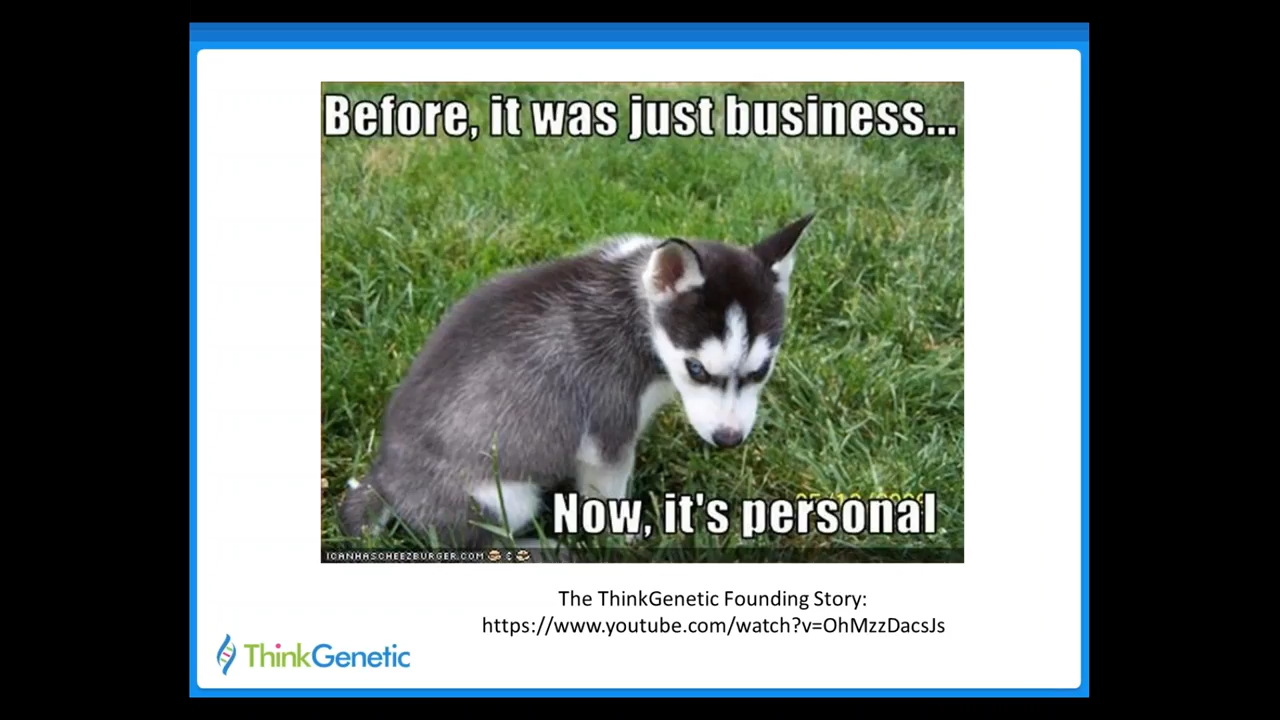 Before, it was just business...
Now, it's personal
ICANHASCHEEZBURGER.COM
The ThinkGenetic Founding Story:
https://www.youtube.com/watch?v=OhMzzDacsJs
ThinkGenetic